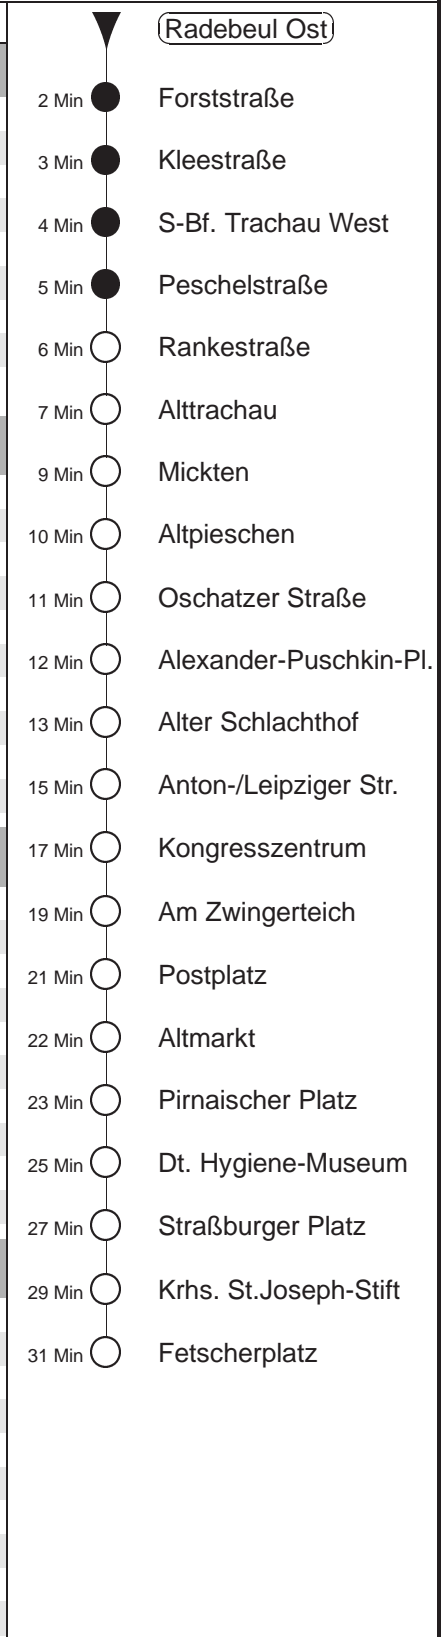 Radebeul Ost
2 Min Forststraße
3 Min Kleestraße
4 Min S-Bf. Trachau West
5 Min Peschelstraße
6 Min Rankestraße
7 Min Alttrachau
9 Min Mickten
10 Min Altpieschen
11 Min Oschatzer Straße
12 Min Alexander-Puschkin-Pl.
13 Min Alter Schlachthof
15 Min Anton-/Leipziger Str.
17 Min Kongresszentrum
19 Min Am Zwingerteich
21 Min Postplatz
22 Min Altmarkt
23 Min Pirnaischer Platz
25 Min Dt. Hygiene-Museum
27 Min Straßburger Platz
29 Min Krhs. St.Joseph-Stift
31 Min Fetscherplatz